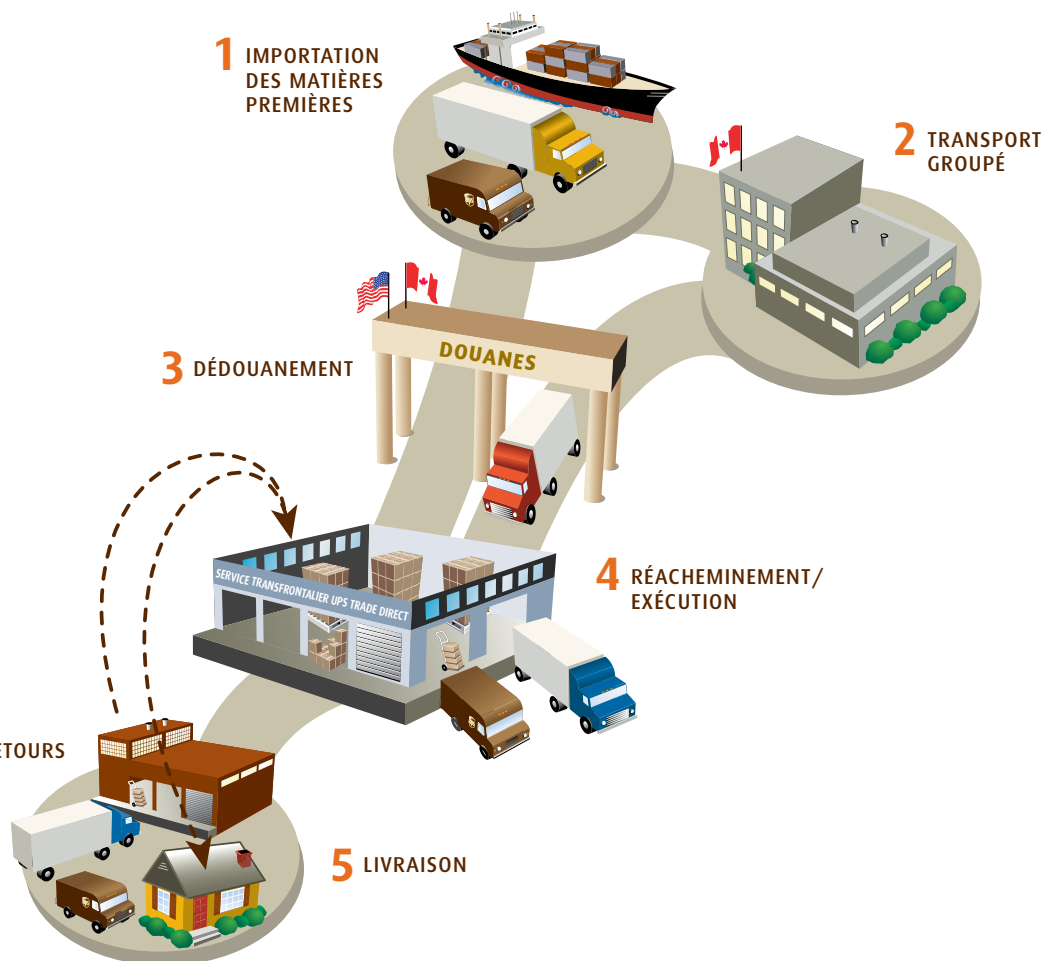 1 IMPORTATION
DES MATIÈRES
PREMIÈRES
2 TRANSPORT
GROUPÉ
DOUANES
3 DÉDOUANEMENT
SERVICE TRANSFRONTALIER UPS TRADE DIRECT
4 RÉACHEMINEMENT/
EXÉCUTION
ETOURS
5 LIVRAISON